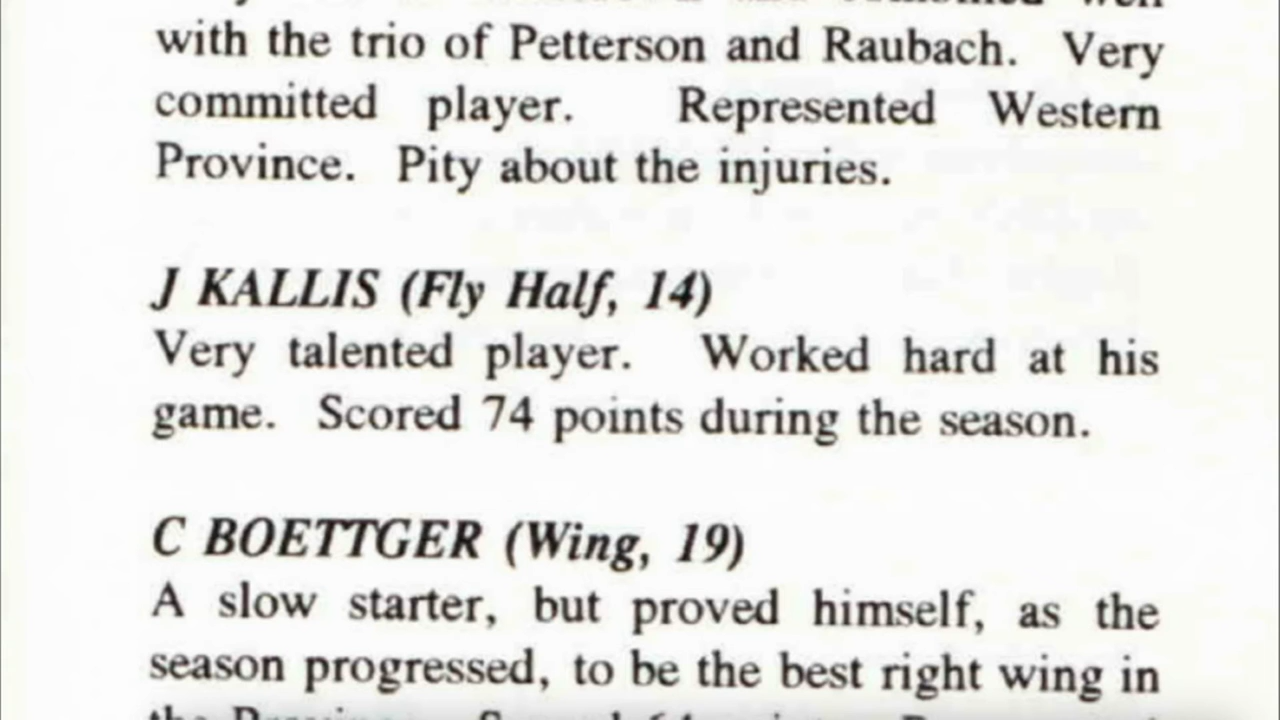 with the trio of Petterson and Raubach. Very
committed player. Represented Western
Province. Pity about the injuries.
J KALLIS (Fly Half, 14)
Very talented player. Worked hard at his
game. Scored 74 points during the season.
C BOETTGER (Wing, 19)
A slow starter, but proved himself, as the
season progressed, to be the best right wing in